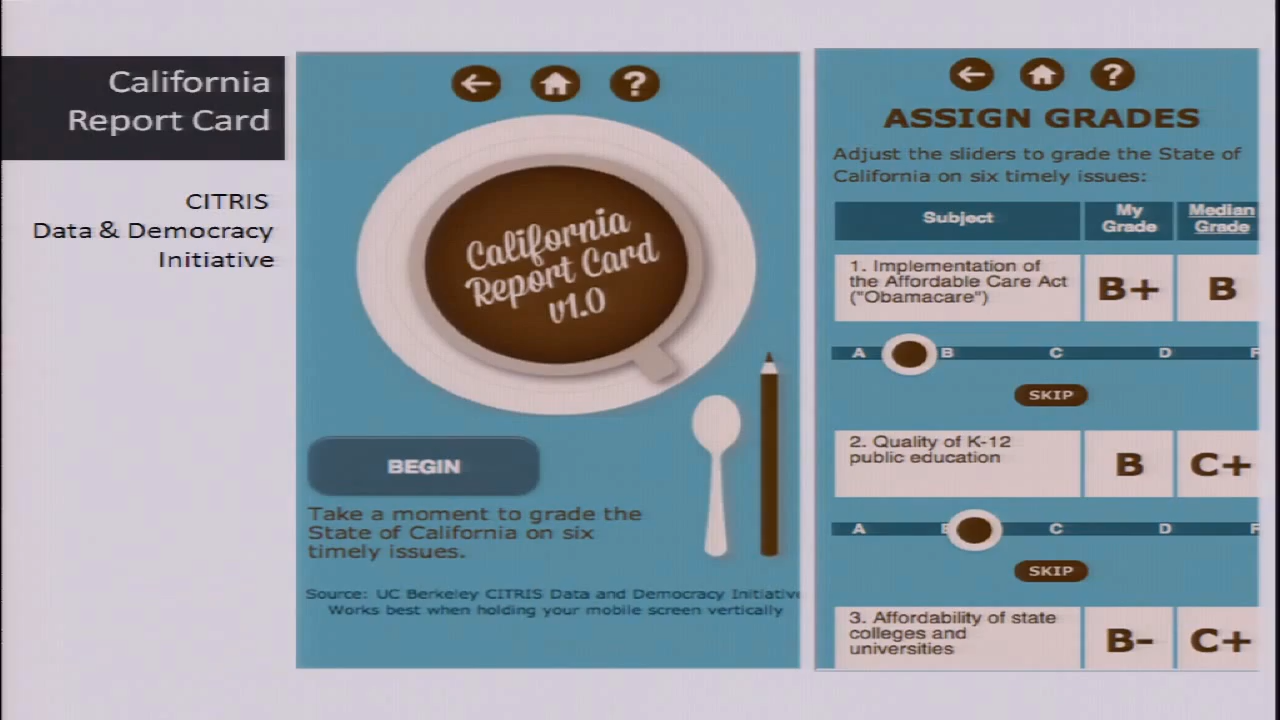 California
Report Card
CITRIS
Data & Democracy
Initiative
California
Report Card
v1.0
BEGIN
Take a moment to grade the
State of California on six
timely issues.
Source: UC Berkeley CITRIS Data and Democracy Initiative
Works best when holding your mobile screen vertically
?
?
ASSIGN GRADES
Adjust the sliders to grade the State of
California on six timely issues:
Subject
My
Grade
Median
Grade
1. Implementation of
the Affordable Care Act
("Obamacare")
B+
B
A B C D F
SKIP
2. Quality of K-12
public education
B
C+
A B C D F
SKIP
3. Affordability of state
colleges and
universities
B-
C+